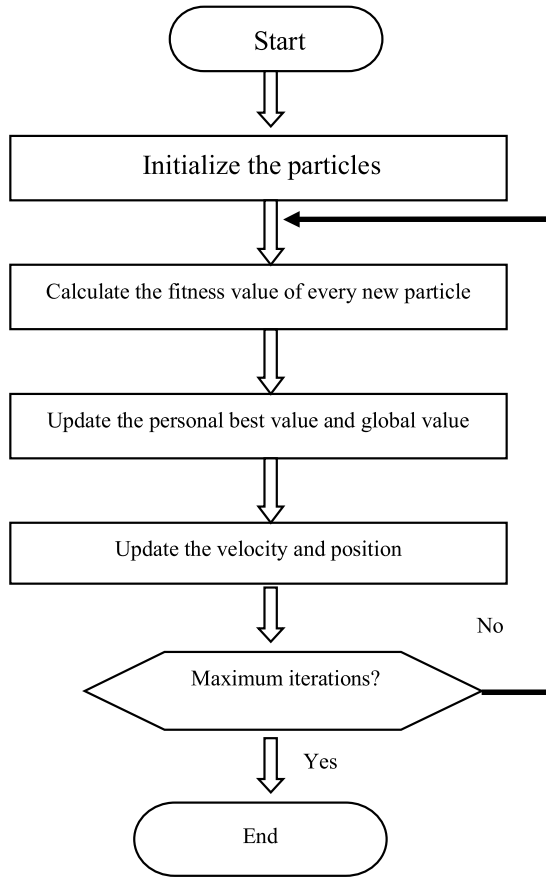 Start
Initialize the particles
Calculate the fitness value of every new particle
Update the personal best value and global value
Update the velocity and position
No
Maximum iterations?
Yes
End